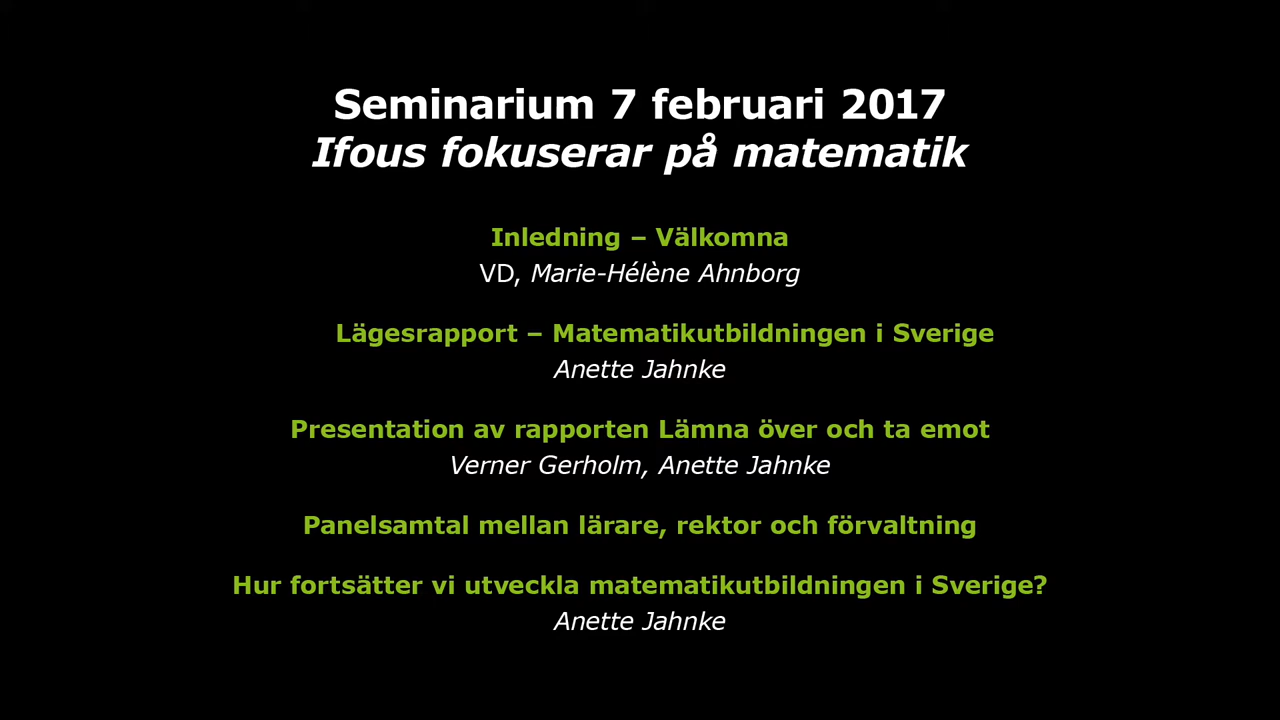 Seminarium 7 februari 2017
Ifous fokuserar på matematik
Inledning – Välkomna
VD, Marie-Hélène Ahnborg
Lägesrapport – Matematikutbildningen i Sverige
Anette Jahnke
Presentation av rapporten Lämna över och ta emot
Verner Gerholm, Anette Jahnke
Panelsamtal mellan lärare, rektor och förvaltning
Hur fortsätter vi utveckla matematikutbildningen i Sverige?
Anette Jahnke